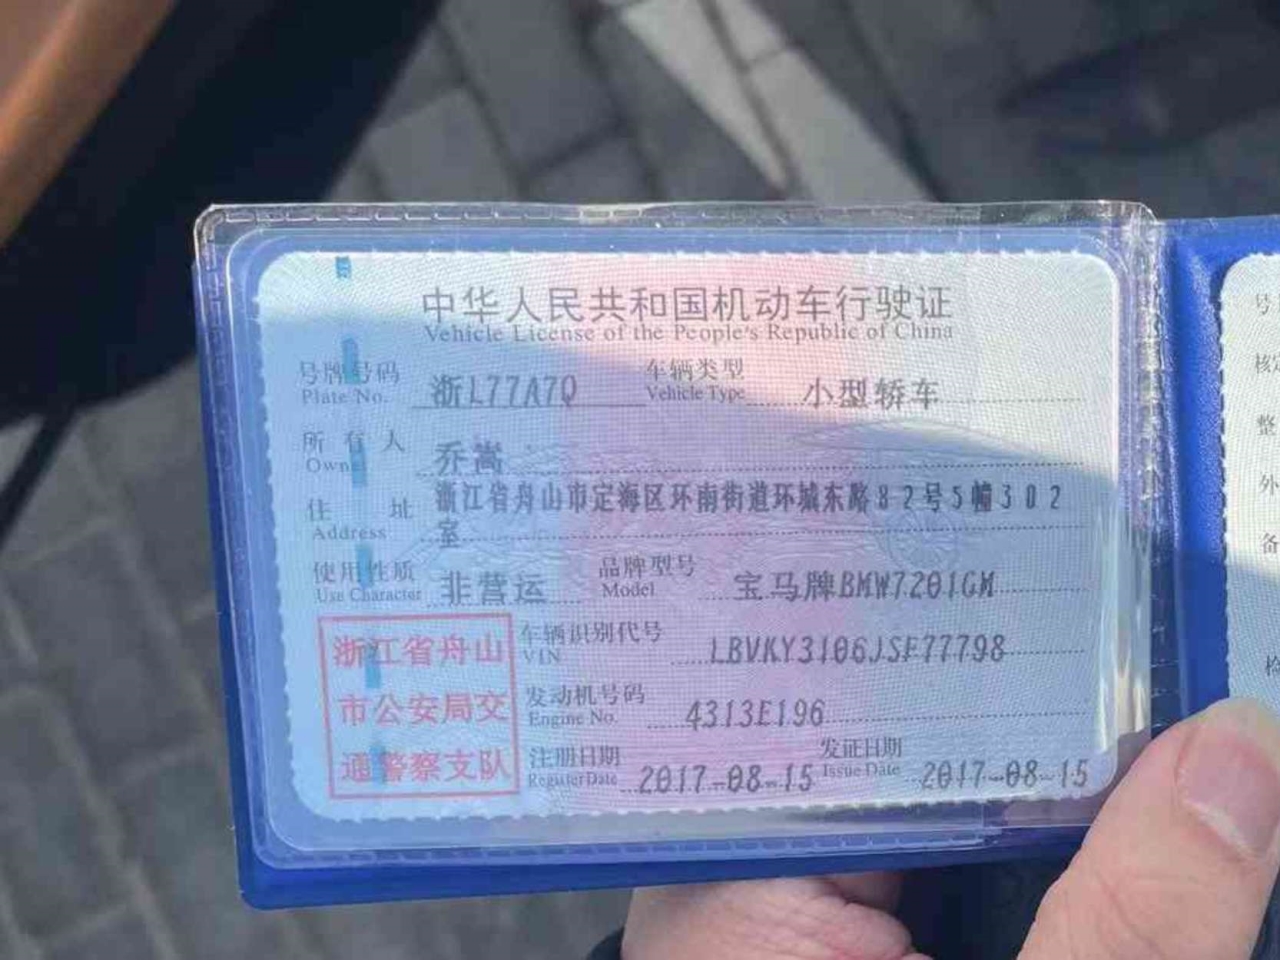 中华人民共和国机动车行驶证
Vehicle License of the People's Republic of China
号牌号码 浙L77A7Q 车辆类型 小型轿车
Plate No. Vehicle Type
所有人 乔嵩
Owne
住址 浙江省舟山市定海区环南街道环城东路82号5幢302
Address 室
使用性质 非营运 品牌型号 宝马牌BMW7201GM
Use Character Model
浙江省舟山
市公安局交
通警察支队
车辆识别代号 LBVKY3106JSF77798
VIN
发动机号码 4313E196
Engine No.
注册日期 2017-08-15 发证日期 2017-08-15
Register Date Issue Date
号
核定
整
外
备
检